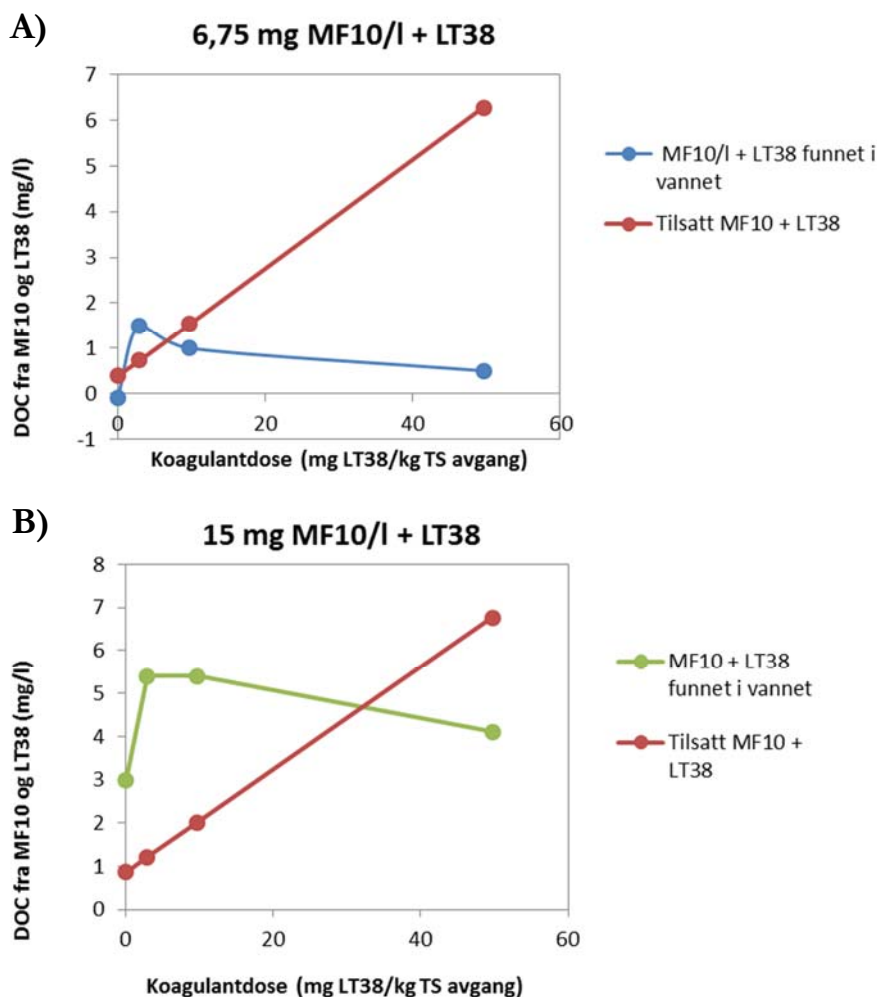 A)
6,75 mg MF10/l + LT38
7
6
5
4
3
2
1
0
-1
0 20 40 60
DOC fra MF10 og LT38 (mg/l)
Koagulantdose (mg LT38/kg TS avgang)
MF10/l + LT38 funnet i
vannet
Tilsatt MF10 + LT38
B)
15 mg MF10/l + LT38
8
7
6
5
4
3
2
1
0
0 20 40 60
DOC fra MF10 og LT38 (mg/l)
Koagulantdose (mg LT38/kg TS avgang)
MF10 + LT38
funnet i vannet
Tilsatt MF10 +
LT38